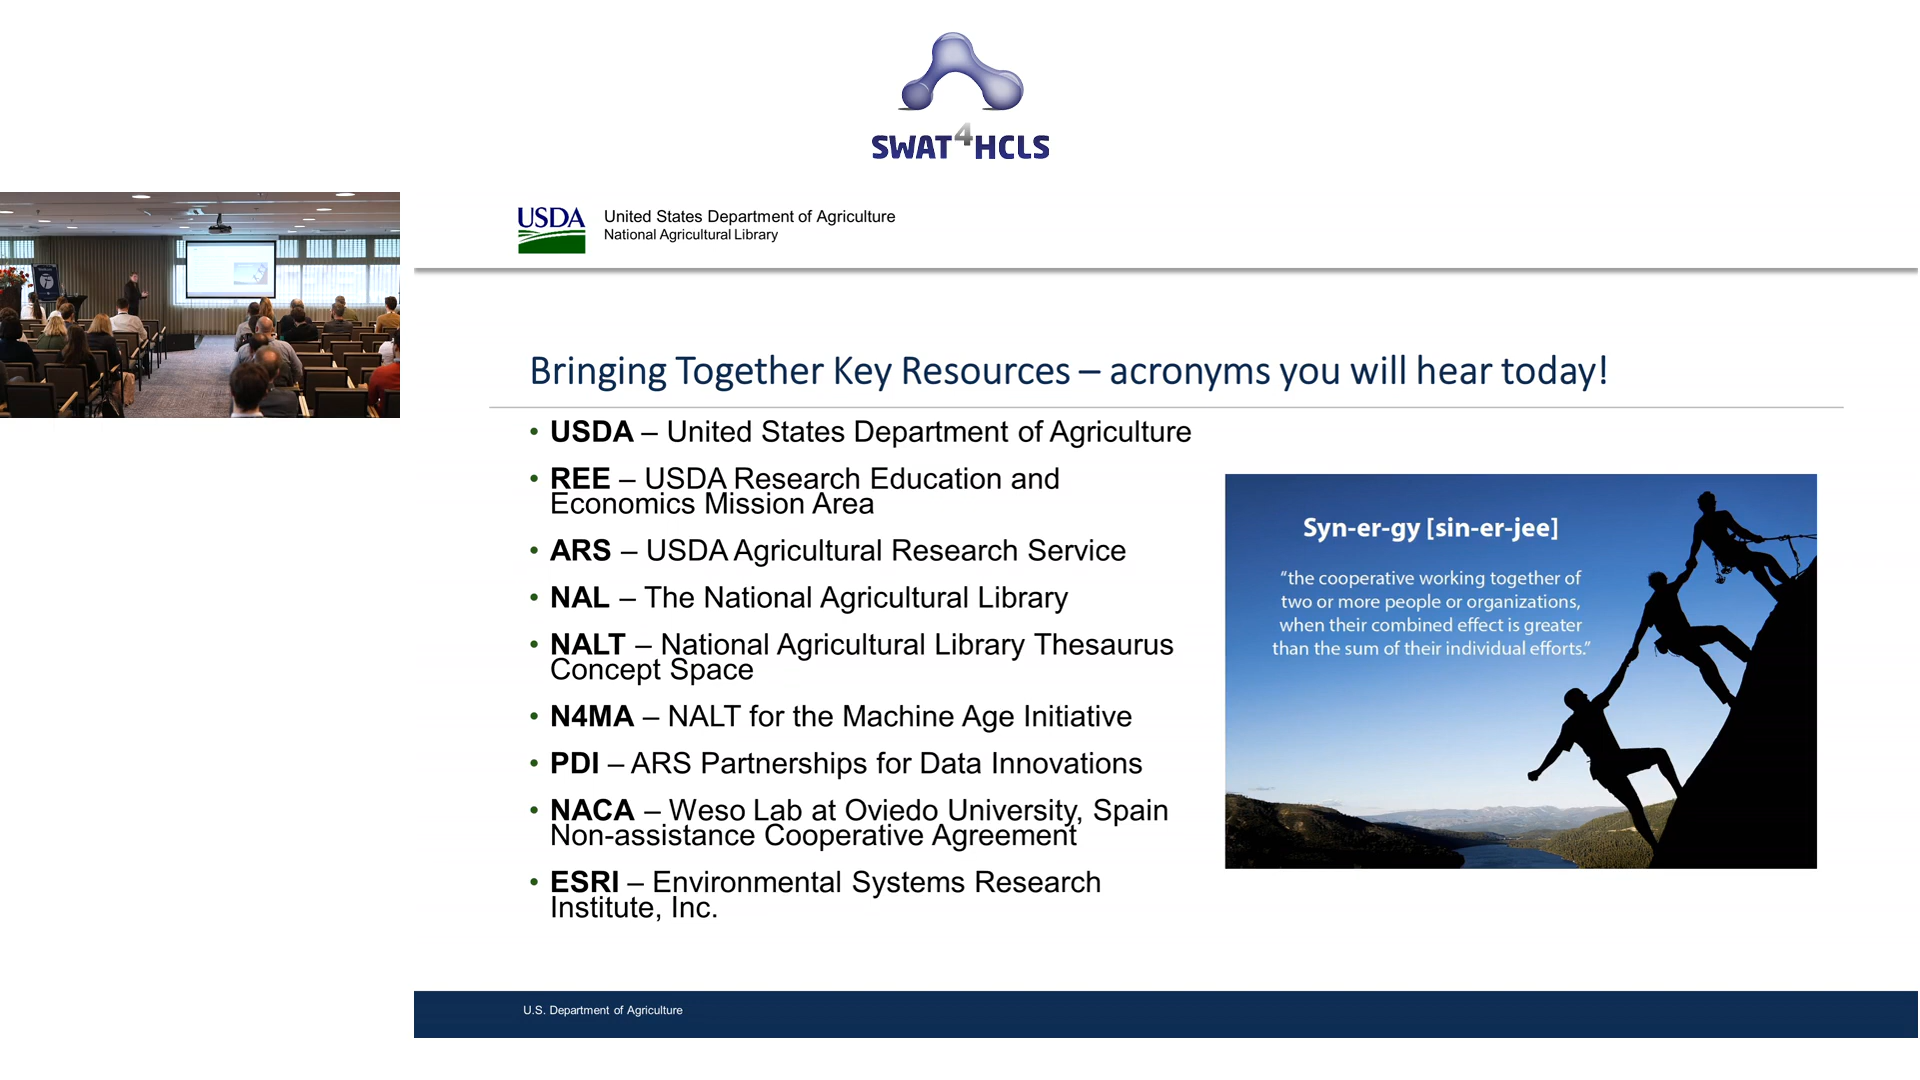 SWAT4HCLS
USDA
United States Department of Agriculture
National Agricultural Library
Bringing Together Key Resources – acronyms you will hear today!
• USDA – United States Department of Agriculture
• REE – USDA Research Education and
Economics Mission Area
• ARS – USDA Agricultural Research Service
• NAL – The National Agricultural Library
• NALT – National Agricultural Library Thesaurus
Concept Space
• N4MA – NALT for the Machine Age Initiative
• PDI – ARS Partnerships for Data Innovations
• NACA – Weso Lab at Oviedo University, Spain
Non-assistance Cooperative Agreement
• ESRI – Environmental Systems Research
Institute, Inc.
Syn-er-gy [sin-er-jee]
“the cooperative working together of
two or more people or organizations,
when their combined effect is greater
than the sum of their individual efforts.”
U.S. Department of Agriculture